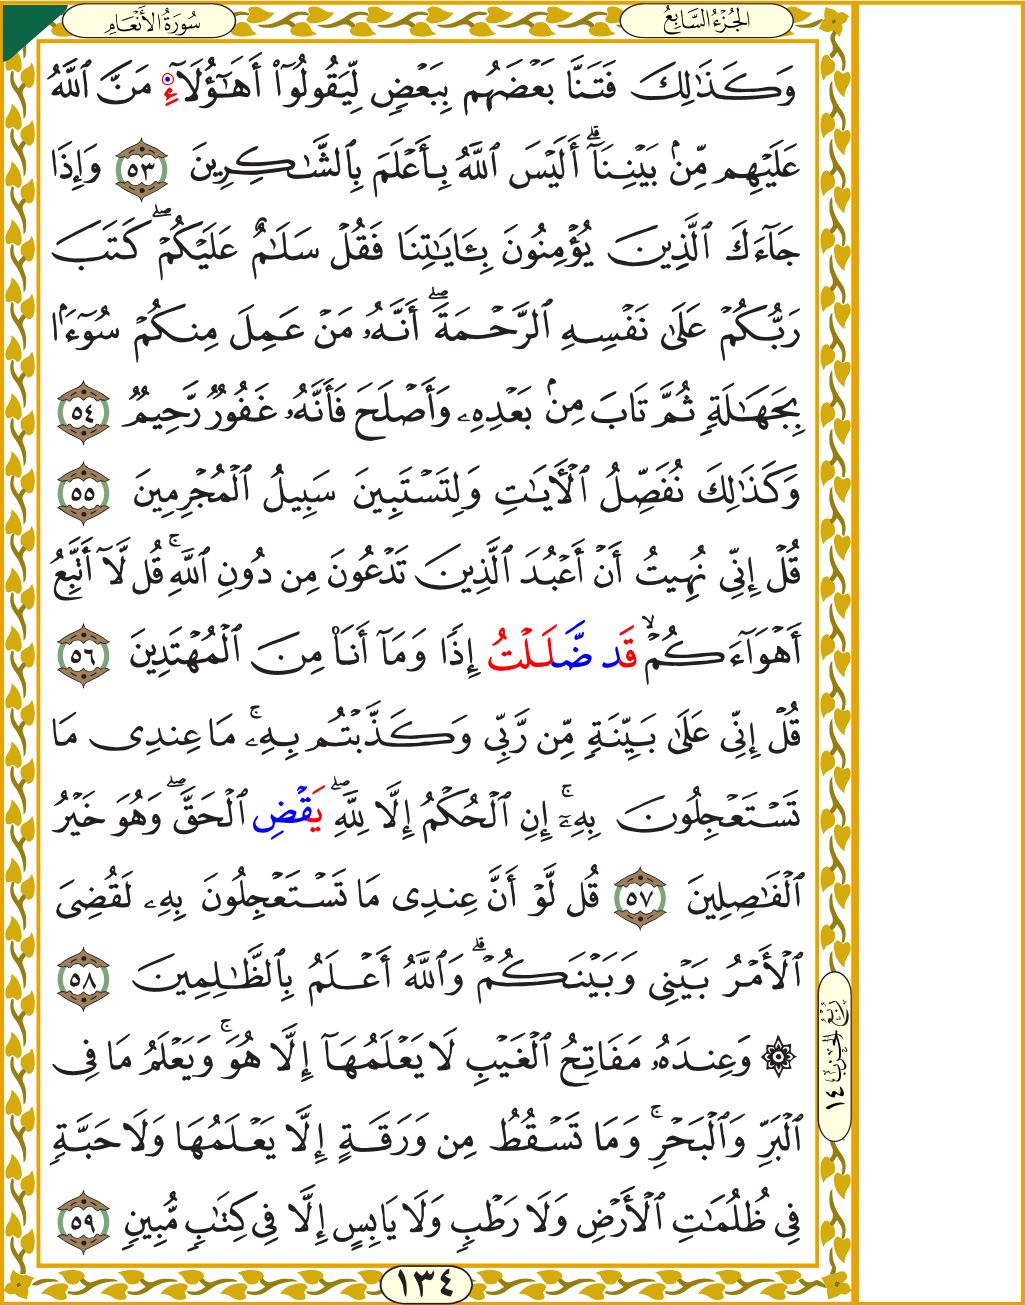 سُورَةُ الأَنْعَامِ
الجُزْءُ السَّابِعُ
وَكَذَٰلِكَ فَتَنَّا بَعْضَهُم بِبَعْضٍ لِّيَقُولُوٓا۟ أَهَٰٓؤُلَآءِ مَنَّ ٱللَّهُ
عَلَيْهِم مِّنۢ بَيْنِنَآ ۗ أَلَيْسَ ٱللَّهُ بِأَعْلَمَ بِٱلشَّٰكِرِينَ ٥٣ وَإِذَا
جَآءَكَ ٱلَّذِينَ يُؤْمِنُونَ بِـَٔايَٰتِنَا فَقُلْ سَلَٰمٌ عَلَيْكُمْ ۖ كَتَبَ
رَبُّكُمْ عَلَىٰ نَفْسِهِ ٱلرَّحْمَةَ ۖ أَنَّهُۥ مَنْ عَمِلَ مِنكُمْ سُوٓءًۢا
بِجَهَٰلَةٍ ثُمَّ تَابَ مِنۢ بَعْدِهِۦ وَأَصْلَحَ فَأَنَّهُۥ غَفُورٌ رَّحِيمٌ ٥٤
وَكَذَٰلِكَ نُفَصِّلُ ٱلْـَٔايَٰتِ وَلِتَسْتَبِينَ سَبِيلُ ٱلْمُجْرِمِينَ ٥٥
قُلْ إِنِّى نُهِيتُ أَنْ أَعْبُدَ ٱلَّذِينَ تَدْعُونَ مِن دُونِ ٱللَّهِ ۚ قُل لَّآ أَتَّبِعُ
أَهْوَآءَكُمْ ۙ قَد ضَّلَلْتُ إِذًا وَمَآ أَنَا۠ مِنَ ٱلْمُهْتَدِينَ ٥٦
قُلْ إِنِّى عَلَىٰ بَيِّنَةٍ مِّن رَّبِّى وَكَذَّبْتُم بِهِۦ ۚ مَا عِندِى مَا
تَسْتَعْجِلُونَ بِهِۦٓ ۚ إِنِ ٱلْحُكْمُ إِلَّا لِلَّهِ ۖ يَقْضِ ٱلْحَقَّ ۖ وَهُوَ خَيْرُ
ٱلْفَٰصِلِينَ ٥٧ قُل لَّوْ أَنَّ عِندِى مَا تَسْتَعْجِلُونَ بِهِۦ لَقُضِىَ
ٱلْأَمْرُ بَيْنِى وَبَيْنَكُمْ ۗ وَٱللَّهُ أَعْلَمُ بِٱلظَّٰلِمِينَ ٥٨
۞ وَعِندَهُۥ مَفَاتِحُ ٱلْغَيْبِ لَا يَعْلَمُهَآ إِلَّا هُوَ ۚ وَيَعْلَمُ مَا فِى
ٱلْبَرِّ وَٱلْبَحْرِ ۚ وَمَا تَسْقُطُ مِن وَرَقَةٍ إِلَّا يَعْلَمُهَا وَلَا حَبَّةٍ
فِى ظُلُمَٰتِ ٱلْأَرْضِ وَلَا رَطْبٍ وَلَا يَابِسٍ إِلَّا فِى كِتَٰبٍ مُّبِينٍ ٥٩
رُبْعُ الحِزْبِ ١٤
١٣٤